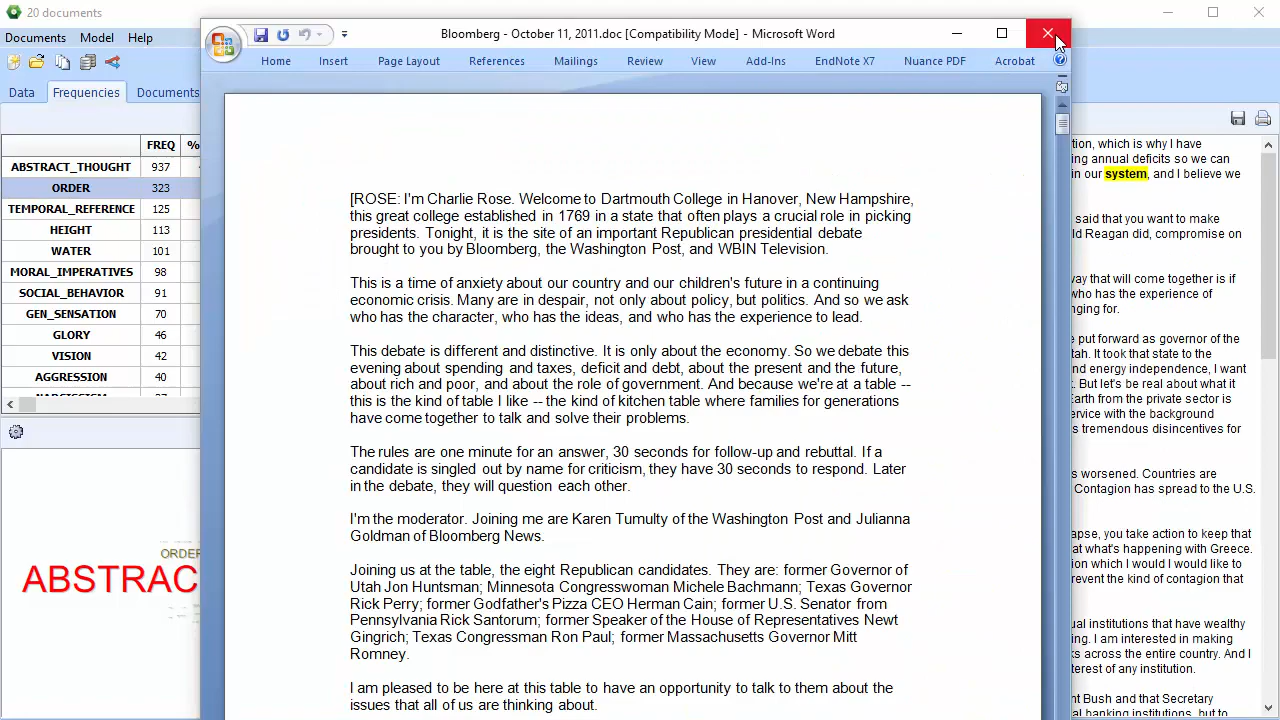 20 documents
Documents Model Help
Data Frequencies Documents
FREQ %
ABSTRACT_THOUGHT 937
ORDER 323
TEMPORAL_REFERENCE 125
HEIGHT 113
WATER 101
MORAL_IMPERATIVES 98
SOCIAL_BEHAVIOR 91
GEN_SENSATION 70
GLORY 46
VISION 42
AGGRESSION 40
ORDER
ABSTRAC
Bloomberg - October 11, 2011.doc [Compatibility Mode] - Microsoft Word
Home Insert Page Layout References Mailings Review View Add-Ins EndNote X7 Nuance PDF Acrobat
[ROSE: I'm Charlie Rose. Welcome to Dartmouth College in Hanover, New Hampshire,
this great college established in 1769 in a state that often plays a crucial role in picking
presidents. Tonight, it is the site of an important Republican presidential debate
brought to you by Bloomberg, the Washington Post, and WBIN Television.
This is a time of anxiety about our country and our children's future in a continuing
economic crisis. Many are in despair, not only about policy, but politics. And so we ask
who has the character, who has the ideas, and who has the experience to lead.
This debate is different and distinctive. It is only about the economy. So we debate this
evening about spending and taxes, deficit and debt, about the present and the future,
about rich and poor, and about the role of government. And because we're at a table --
this is the kind of table I like -- the kind of kitchen table where families for generations
have come together to talk and solve their problems.
The rules are one minute for an answer, 30 seconds for follow-up and rebuttal. If a
candidate is singled out by name for criticism, they have 30 seconds to respond. Later
in the debate, they will question each other.
I'm the moderator. Joining me are Karen Tumulty of the Washington Post and Julianna
Goldman of Bloomberg News.
Joining us at the table, the eight Republican candidates. They are: former Governor of
Utah Jon Huntsman; Minnesota Congresswoman Michele Bachmann; Texas Governor
Rick Perry; former Godfather's Pizza CEO Herman Cain; former U.S. Senator from
Pennsylvania Rick Santorum; former Speaker of the House of Representatives Newt
Gingrich; Texas Congressman Ron Paul; former Massachusetts Governor Mitt
Romney.
I am pleased to be here at this table to have an opportunity to talk to them about the
issues that all of us are thinking about.
tion, which is why I have
ing annual deficits so we can
in our system, and I believe we
said that you want to make
ld Reagan did, compromise on
way that will come together is if
who has the experience of
nging for.
e put forward as governor of the
tah. It took that state to the
nd energy independence, I want
t. But let's be real about what it
Earth from the private sector is
ervice with the background
s tremendous disincentives for
s worsened. Countries are
Contagion has spread to the U.S.
apse, you take action to keep that
at what's happening with Greece.
tion which I would I would like to
revent the kind of contagion that
ual institutions that have wealthy
ing. I am interested in making
ks across the entire country. And I
terest of any institution.
nt Bush and that Secretary
al banking institutions, but to